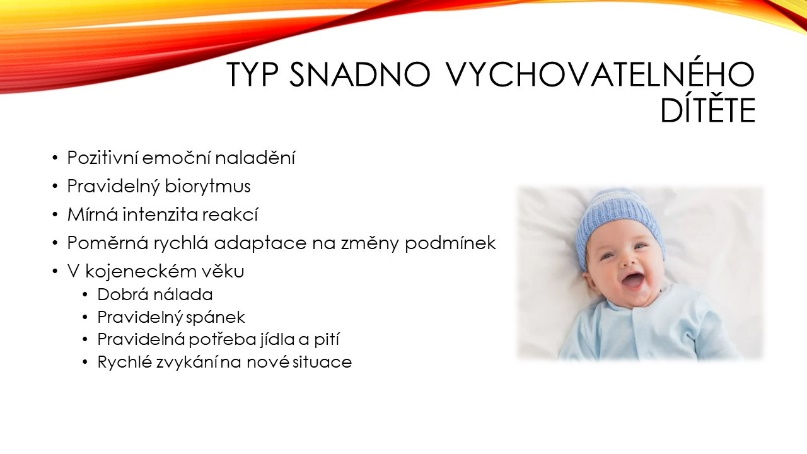 TYP SNADNO VYCHOVATELNÉHO
DÍTĚTE
• Pozitivní emoční naladění
• Pravidelný biorytmus
• Mírná intenzita reakcí
• Poměrná rychlá adaptace na změny podmínek
• V kojeneckém věku
• Dobrá nálada
• Pravidelný spánek
• Pravidelná potřeba jídla a pití
• Rychlé zvykání na nové situace